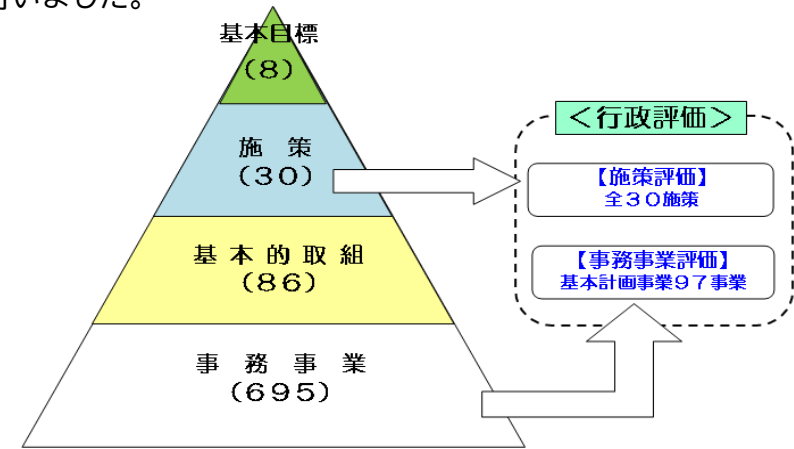 いました。
基本目標
(8)
施 策
(30)
基 本 的 取 組
(86)
事 務 事 業
(695)
＜行政評価＞
【施策評価】
全３０施策
【事務事業評価】
基本計画事業９７事業